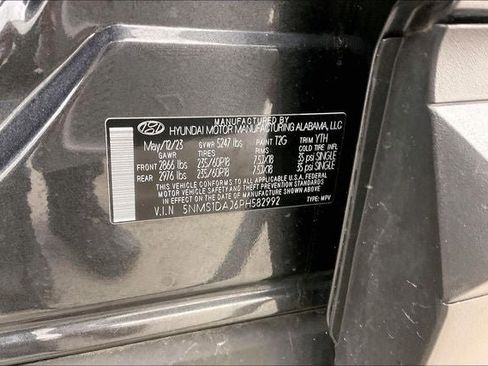 MANUFACTURED BY
HYUNDAI MOTOR MANUFACTURING ALABAMA, LLC
May/12/23 GVWR 5247 lbs PAINT T2G TRIM YTH
GAWR TIRES RIMS COLD
FRONT 2866 lbs 235/60R18 7.5JX18 35 psi SINGLE
REAR 2976 lbs 235/60R18 7.5JX18 35 psi SINGLE
THIS VEHICLE CONFORMS TO ALL APPLICABLE U.S.A. FEDERAL
MOTOR VEHICLE SAFETY, BUMPER, AND THEFT PREVENTION STANDARDS
IN EFFECT ON THE DATE OF MANUFACTURE SHOWN ABOVE.
V.I.N 5NMS1DAJ6PH582992 TYPE: MPV